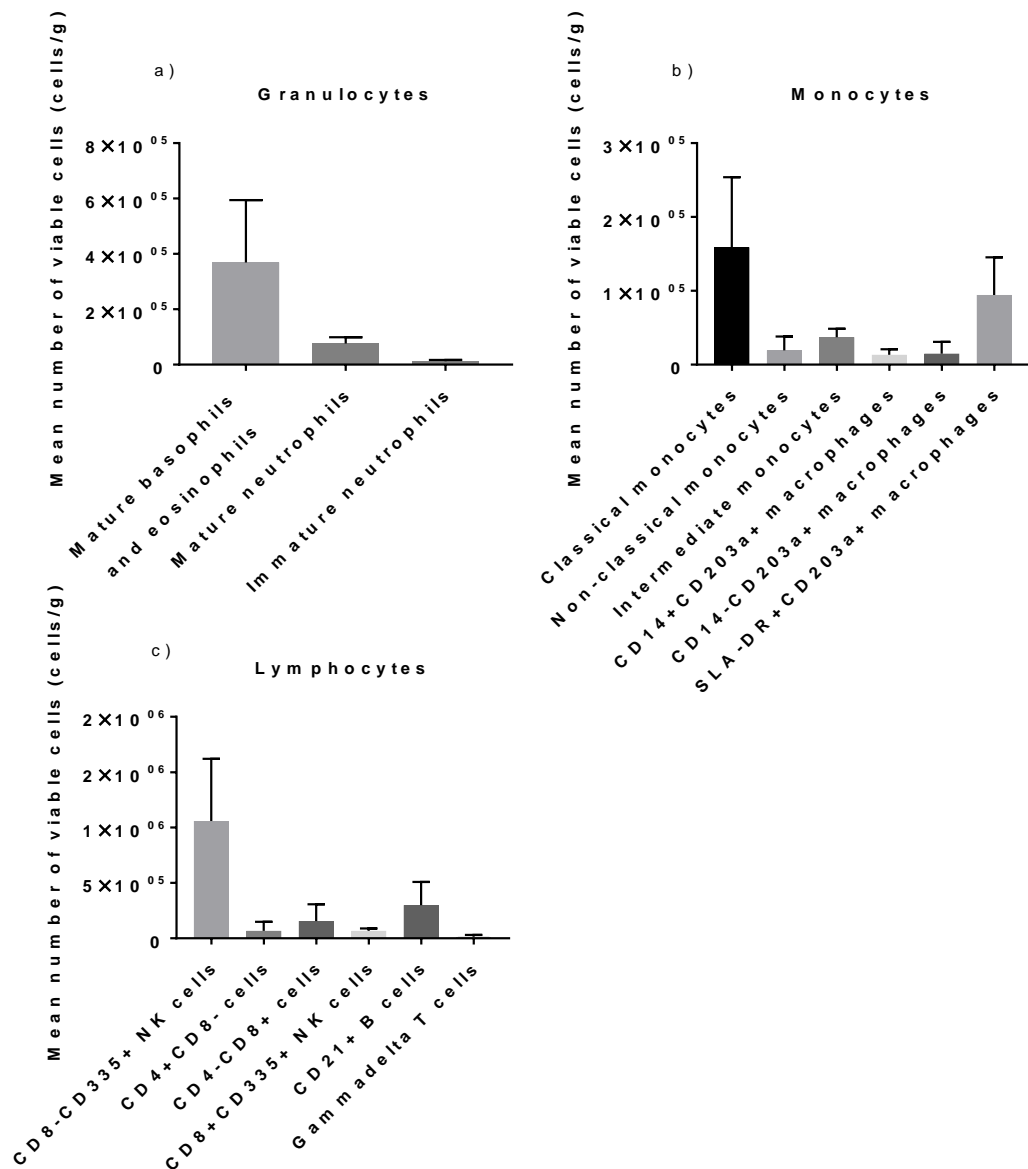 a)
Granulocytes
Mean number of viable cells (cells/g)
8×10⁰⁵
6×10⁰⁵
4×10⁰⁵
2×10⁰⁵
0
Mature basophils
and eosinophils
Mature neutrophils
Immature neutrophils
b)
Monocytes
Mean number of viable cells (cells/g)
3×10⁰⁵
2×10⁰⁵
1×10⁰⁵
0
Classical monocytes
Non-classical monocytes
Intermediate monocytes
CD14+CD203a+ macrophages
CD14-CD203a+ macrophages
SLA-DR+CD203a+ macrophages
c)
Lymphocytes
Mean number of viable cells (cells/g)
2×10⁰⁶
2×10⁰⁶
1×10⁰⁶
5×10⁰⁵
0
CD8-CD335+ NK cells
CD4+CD8- cells
CD4-CD8+ cells
CD8+CD335+ NK cells
CD21+ B cells
Gammadelta T cells